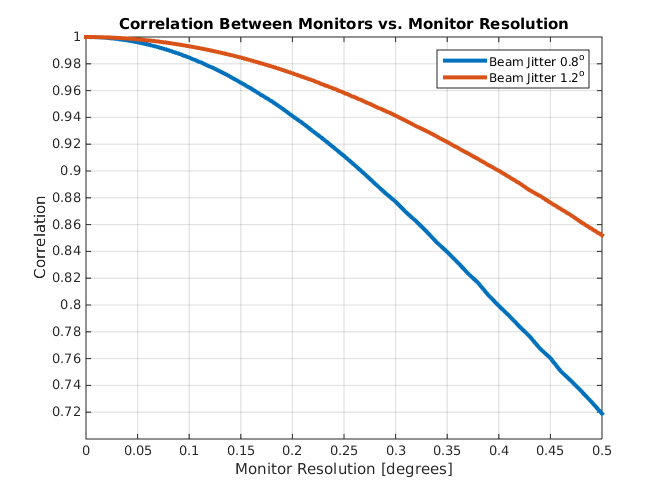 Correlation Between Monitors vs. Monitor Resolution
Beam Jitter 0.8°
Beam Jitter 1.2°
Correlation
1
0.98
0.96
0.94
0.92
0.9
0.88
0.86
0.84
0.82
0.8
0.78
0.76
0.74
0.72
0 0.05 0.1 0.15 0.2 0.25 0.3 0.35 0.4 0.45 0.5
Monitor Resolution [degrees]